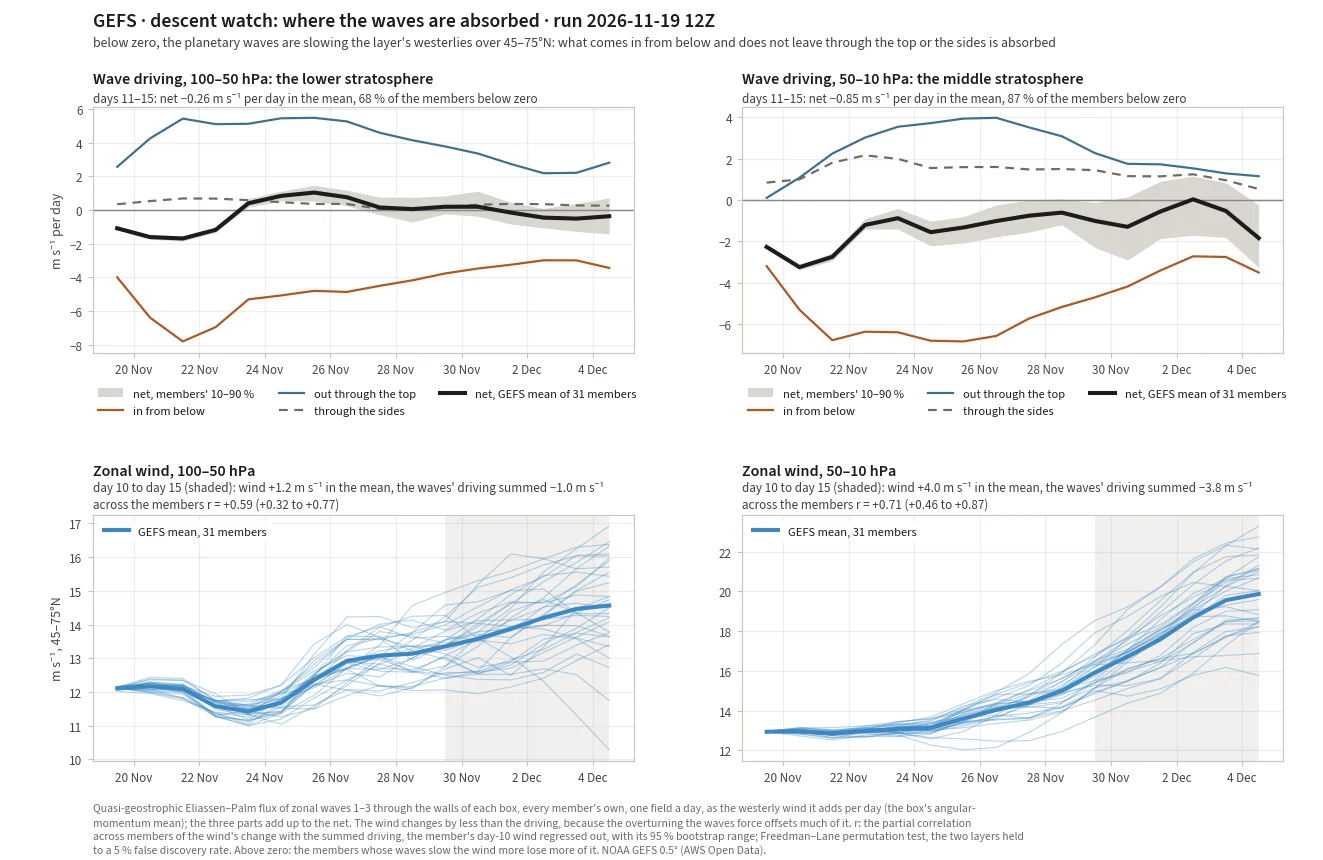 GEFS · descent watch: where the waves are absorbed · run 2026-11-19 12Z
below zero, the planetary waves are slowing the layer's westerlies over 45–75°N: what comes in from below and does not leave through the top or the sides is absorbed
Wave driving, 100–50 hPa: the lower stratosphere
days 11–15: net −0.26 m s⁻¹ per day in the mean, 68 % of the members below zero
6
4
2
0
−2
−4
−6
−8
m s⁻¹ per day
20 Nov
22 Nov
24 Nov
26 Nov
28 Nov
30 Nov
2 Dec
4 Dec
net, members' 10–90 %
out through the top
net, GEFS mean of 31 members
in from below
through the sides
Wave driving, 50–10 hPa: the middle stratosphere
days 11–15: net −0.85 m s⁻¹ per day in the mean, 87 % of the members below zero
4
2
0
−2
−4
−6
20 Nov
22 Nov
24 Nov
26 Nov
28 Nov
30 Nov
2 Dec
4 Dec
net, members' 10–90 %
out through the top
net, GEFS mean of 31 members
in from below
through the sides
Zonal wind, 100–50 hPa
day 10 to day 15 (shaded): wind +1.2 m s⁻¹ in the mean, the waves' driving summed −1.0 m s⁻¹
across the members r = +0.59 (+0.32 to +0.77)
GEFS mean, 31 members
17
16
15
14
13
12
11
10
m s⁻¹, 45–75°N
20 Nov
22 Nov
24 Nov
26 Nov
28 Nov
30 Nov
2 Dec
4 Dec
Zonal wind, 50–10 hPa
day 10 to day 15 (shaded): wind +4.0 m s⁻¹ in the mean, the waves' driving summed −3.8 m s⁻¹
across the members r = +0.71 (+0.46 to +0.87)
GEFS mean, 31 members
22
20
18
16
14
12
20 Nov
22 Nov
24 Nov
26 Nov
28 Nov
30 Nov
2 Dec
4 Dec
Quasi-geostrophic Eliassen–Palm flux of zonal waves 1–3 through the walls of each box, every member's own, one field a day, as the westerly wind it adds per day (the box's angular-
momentum mean); the three parts add up to the net. The wind changes by less than the driving, because the overturning the waves force offsets much of it. r: the partial correlation
across members of the wind's change with the summed driving, the member's day-10 wind regressed out, with its 95 % bootstrap range; Freedman–Lane permutation test, the two layers held
to a 5 % false discovery rate. Above zero: the members whose waves slow the wind more lose more of it. NOAA GEFS 0.5° (AWS Open Data).